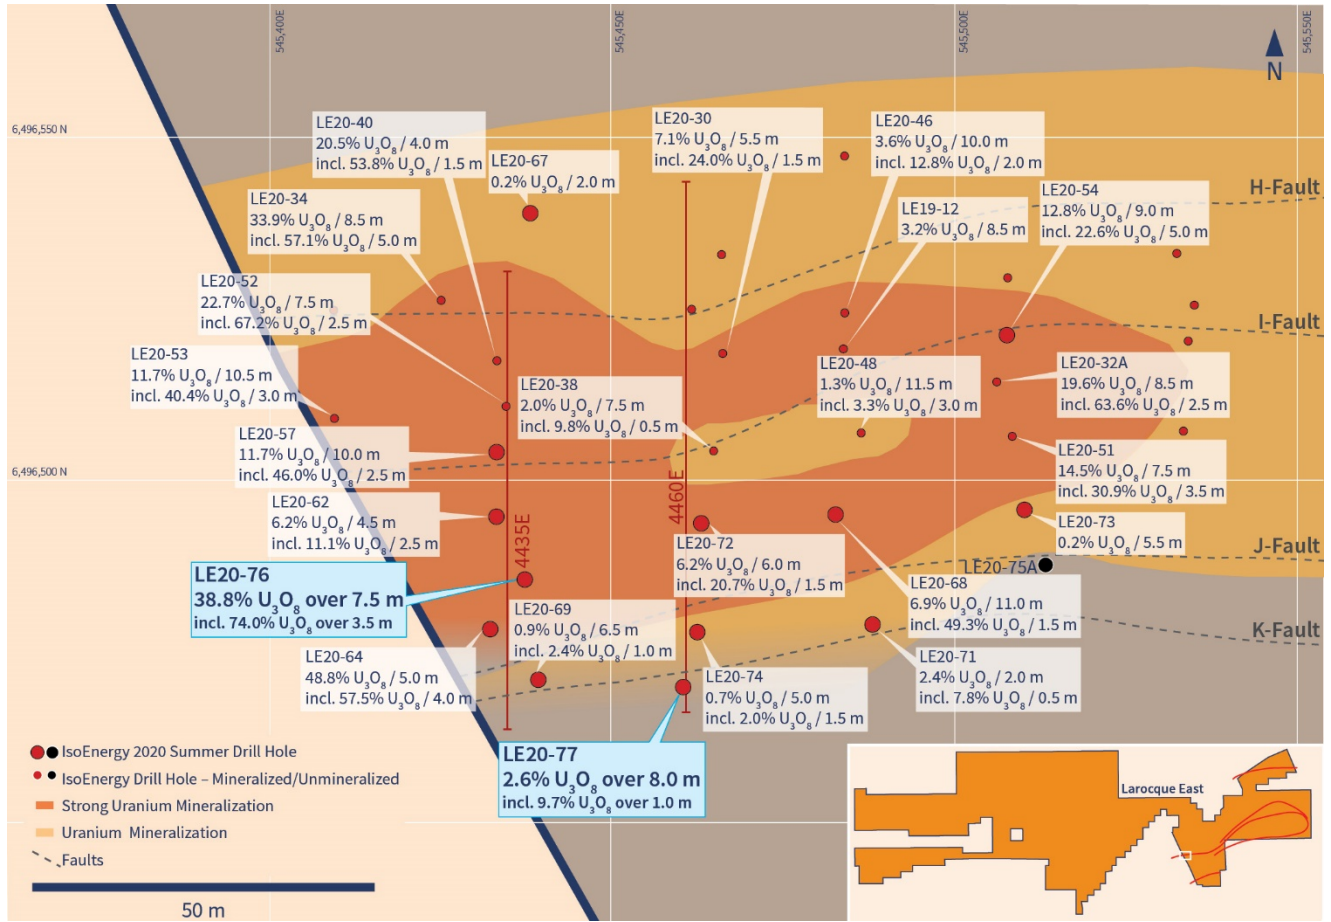 545,400E
545,450E
545,500E
545,550E
N
6,496,550 N
LE20-40
20.5% U₃O₈ / 4.0 m
incl. 53.8% U₃O₈ / 1.5 m
LE20-67
0.2% U₃O₈ / 2.0 m
LE20-30
7.1% U₃O₈ / 5.5 m
incl. 24.0% U₃O₈ / 1.5 m
LE20-46
3.6% U₃O₈ / 10.0 m
incl. 12.8% U₃O₈ / 2.0 m
LE20-54
12.8% U₃O₈ / 9.0 m
incl. 22.6% U₃O₈ / 5.0 m
H-Fault
LE20-34
33.9% U₃O₈ / 8.5 m
incl. 57.1% U₃O₈ / 5.0 m
LE19-12
3.2% U₃O₈ / 8.5 m
LE20-52
22.7% U₃O₈ / 7.5 m
incl. 67.2% U₃O₈ / 2.5 m
I-Fault
LE20-53
11.7% U₃O₈ / 10.5 m
incl. 40.4% U₃O₈ / 3.0 m
LE20-38
2.0% U₃O₈ / 7.5 m
incl. 9.8% U₃O₈ / 0.5 m
LE20-48
1.3% U₃O₈ / 11.5 m
incl. 3.3% U₃O₈ / 3.0 m
LE20-32A
19.6% U₃O₈ / 8.5 m
incl. 63.6% U₃O₈ / 2.5 m
LE20-57
11.7% U₃O₈ / 10.0 m
incl. 46.0% U₃O₈ / 2.5 m
6,496,500 N
LE20-51
14.5% U₃O₈ / 7.5 m
incl. 30.9% U₃O₈ / 3.5 m
LE20-62
6.2% U₃O₈ / 4.5 m
incl. 11.1% U₃O₈ / 2.5 m
4435E
4460E
LE20-73
0.2% U₃O₈ / 5.5 m
LE20-72
6.2% U₃O₈ / 6.0 m
incl. 20.7% U₃O₈ / 1.5 m
J-Fault
LE20-75A
LE20-76
38.8% U₃O₈ over 7.5 m
incl. 74.0% U₃O₈ over 3.5 m
LE20-68
6.9% U₃O₈ / 11.0 m
incl. 49.3% U₃O₈ / 1.5 m
LE20-69
0.9% U₃O₈ / 6.5 m
incl. 2.4% U₃O₈ / 1.0 m
K-Fault
LE20-64
48.8% U₃O₈ / 5.0 m
incl. 57.5% U₃O₈ / 4.0 m
LE20-74
0.7% U₃O₈ / 5.0 m
incl. 2.0% U₃O₈ / 1.5 m
LE20-71
2.4% U₃O₈ / 2.0 m
incl. 7.8% U₃O₈ / 0.5 m
LE20-77
2.6% U₃O₈ over 8.0 m
incl. 9.7% U₃O₈ over 1.0 m
IsoEnergy 2020 Summer Drill Hole
IsoEnergy Drill Hole – Mineralized/Unmineralized
Strong Uranium Mineralization
Uranium Mineralization
Faults
50 m
Larocque East